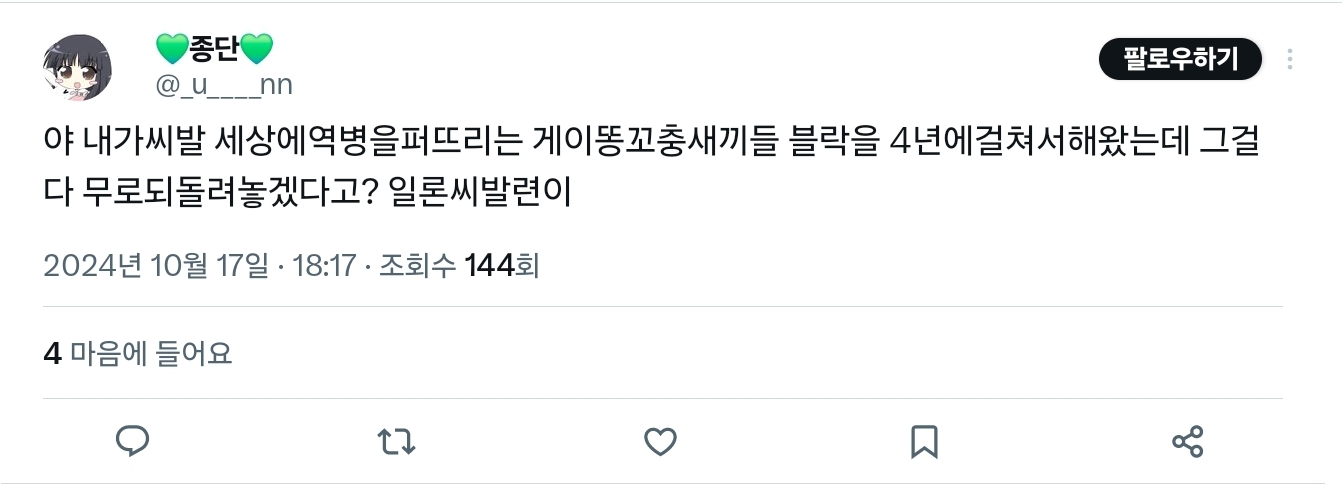 💚종단💚
팔로우하기
@_u____nn
야 내가씨발 세상에역병을퍼뜨리는 게이똥꼬충새끼들 블락을 4년에걸쳐서해왔는데 그걸
다 무로되돌려놓겠다고? 일론씨발련이
2024년 10월 17일 · 18:17 · 조회수 144회
4 마음에 들어요